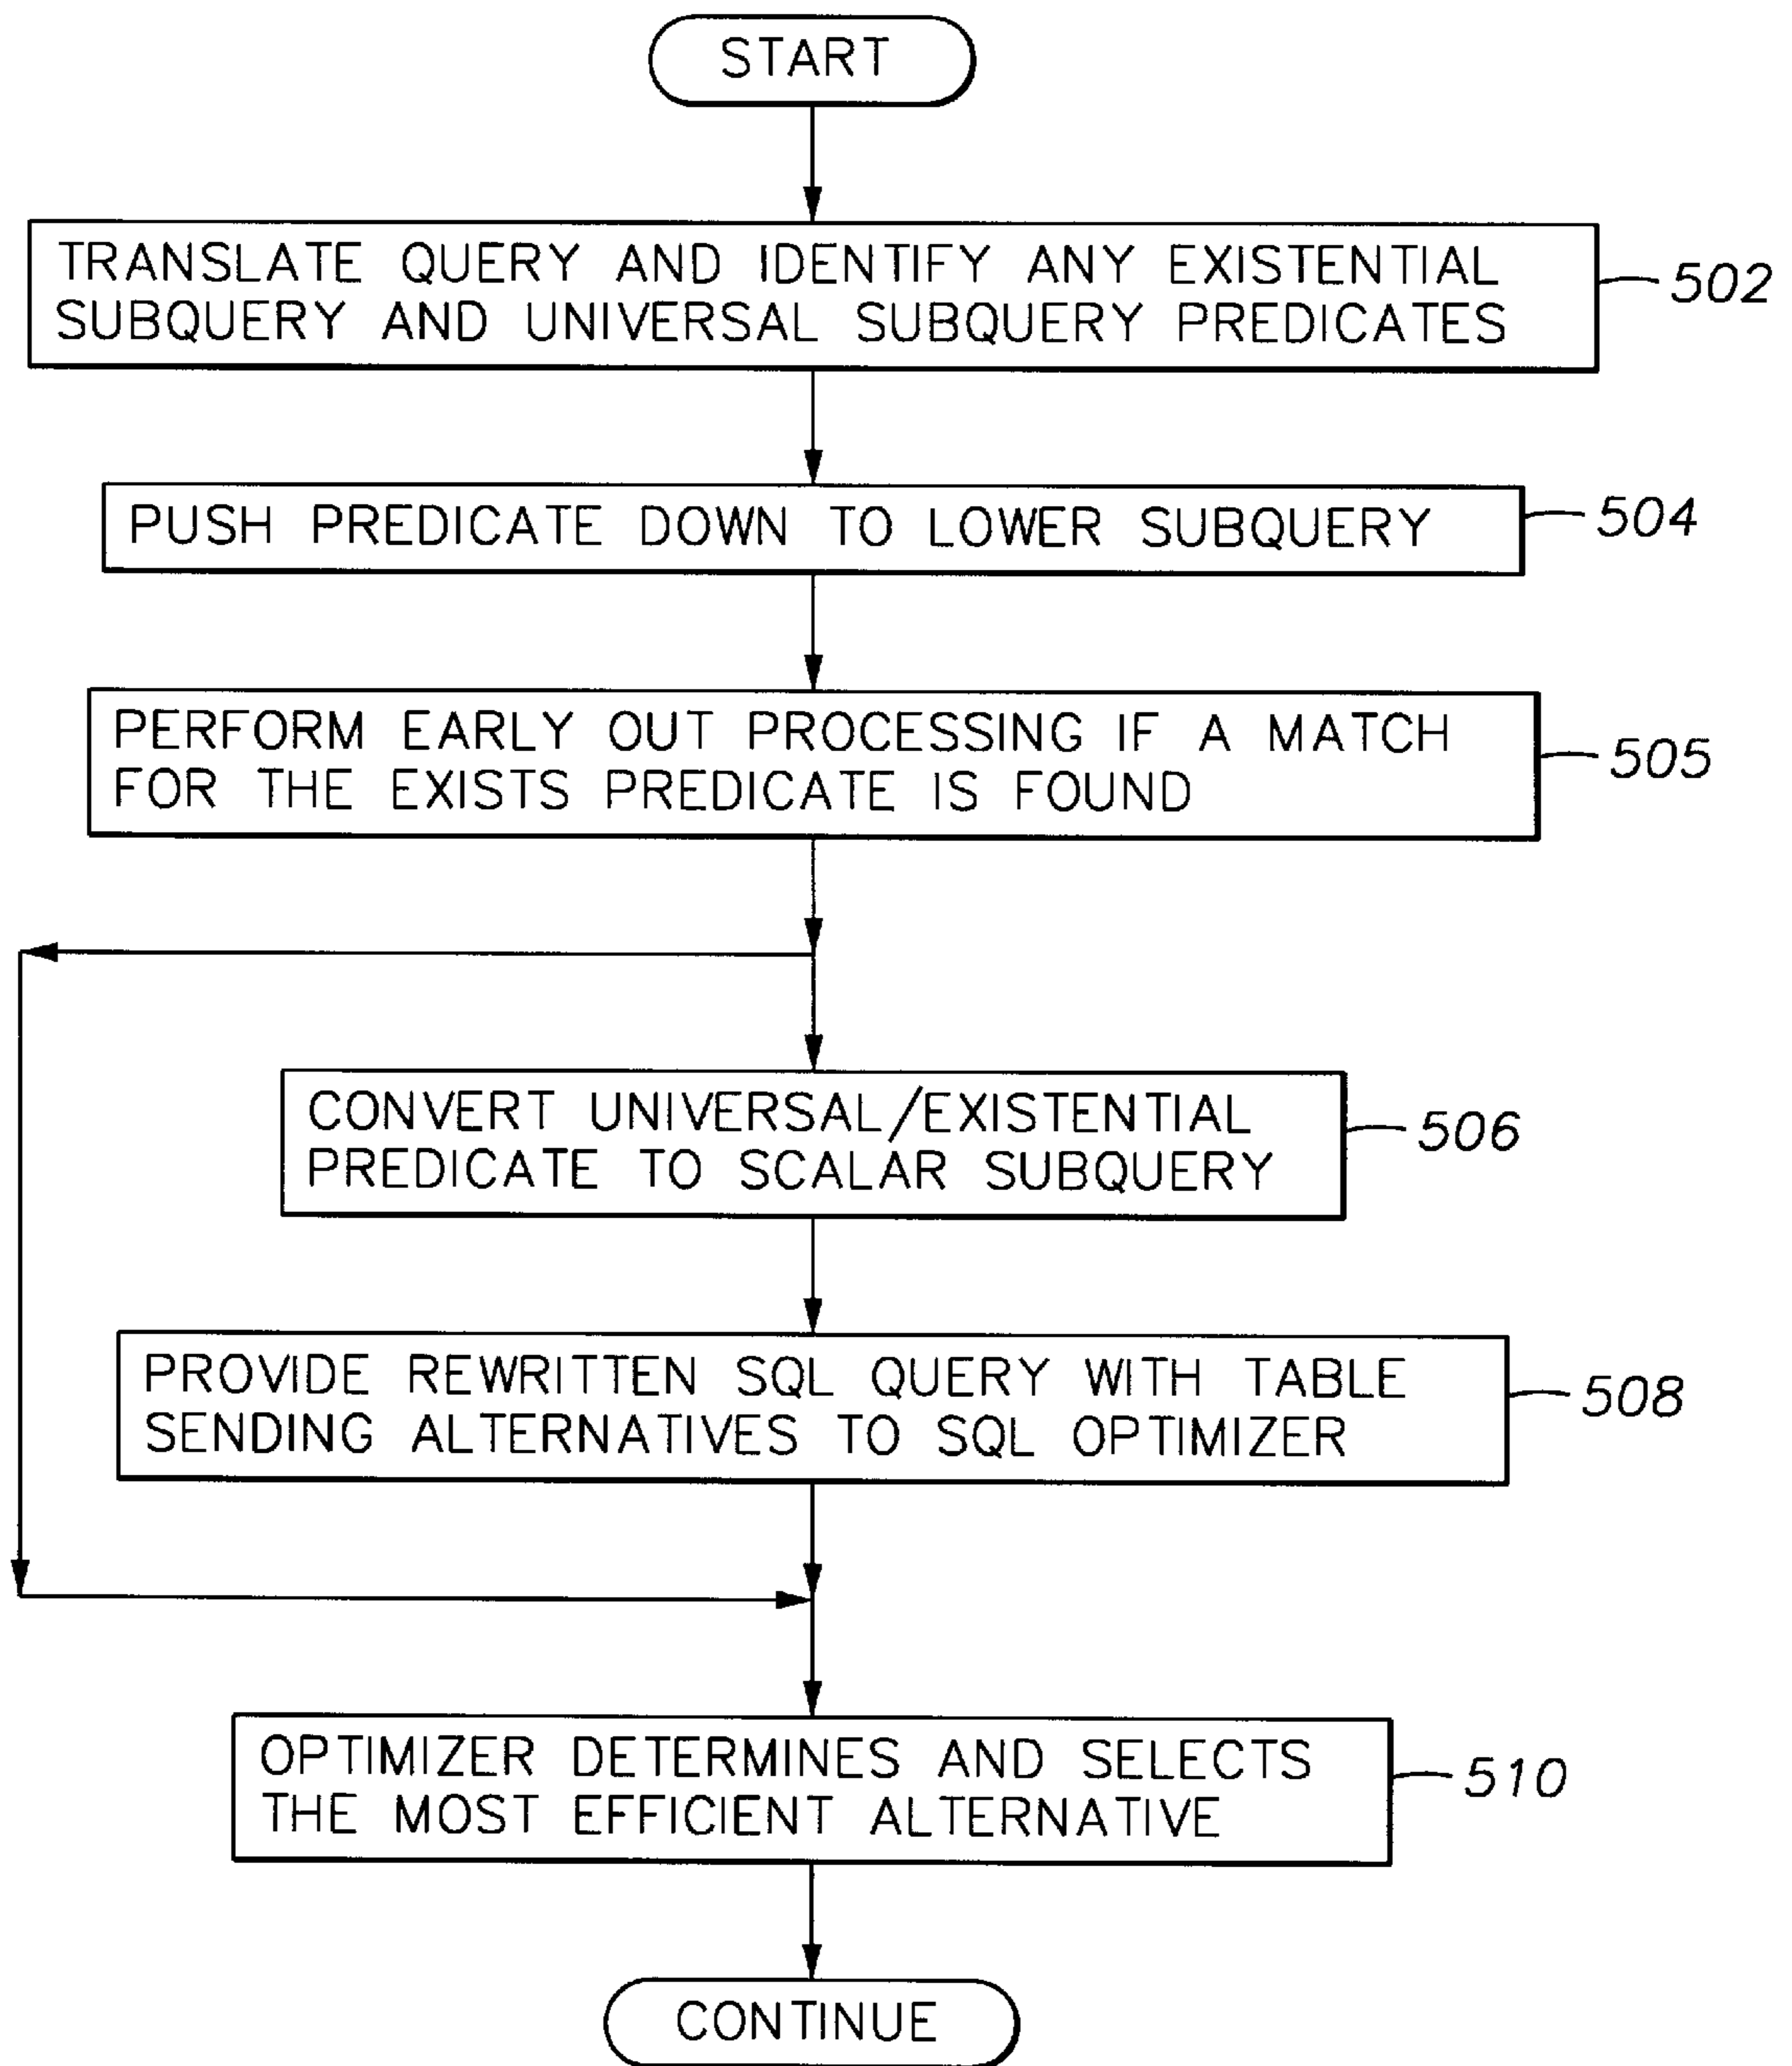 START
TRANSLATE QUERY AND IDENTIFY ANY EXISTENTIAL
SUBQUERY AND UNIVERSAL SUBQUERY PREDICATES
502
PUSH PREDICATE DOWN TO LOWER SUBQUERY
504
PERFORM EARLY OUT PROCESSING IF A MATCH
FOR THE EXISTS PREDICATE IS FOUND
505
CONVERT UNIVERSAL/EXISTENTIAL
PREDICATE TO SCALAR SUBQUERY
506
PROVIDE REWRITTEN SQL QUERY WITH TABLE
SENDING ALTERNATIVES TO SQL OPTIMIZER
508
OPTIMIZER DETERMINES AND SELECTS
THE MOST EFFICIENT ALTERNATIVE
510
CONTINUE